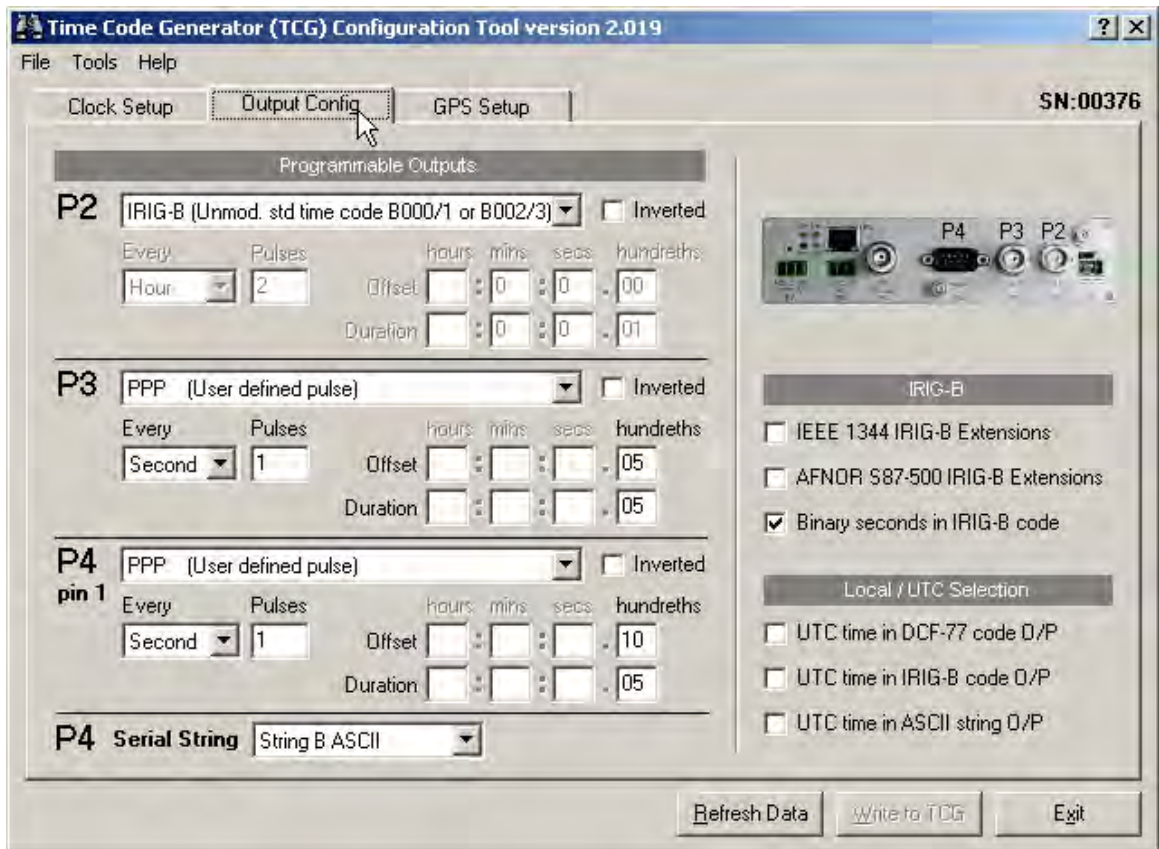 Time Code Generator (TCG) Configuration Tool version 2.019
File Tools Help
Clock Setup Output Config GPS Setup SN:00376
Programmable Outputs
P2 IRIG-B (Unmod. std time code B000/1 or B002/3) Inverted
Every Pulses hours mins secs hundreths
Hour 2 Offset : 0 : 0 . 00
Duration : 0 : 0 . 01
P3 PPP (User defined pulse) Inverted
Every Pulses hours mins secs hundreths
Second 1 Offset : : . 05
Duration : : . 05
P4 pin 1 PPP (User defined pulse) Inverted
Every Pulses hours mins secs hundreths
Second 1 Offset : : . 10
Duration : : . 05
P4 Serial String String B ASCII
P4 P3 P2
IRIG-B
IEEE 1344 IRIG-B Extensions
AFNOR S87-500 IRIG-B Extensions
Binary seconds in IRIG-B code
Local / UTC Selection
UTC time in DCF-77 code O/P
UTC time in IRIG-B code O/P
UTC time in ASCII string O/P
Refresh Data Write to TCG Exit